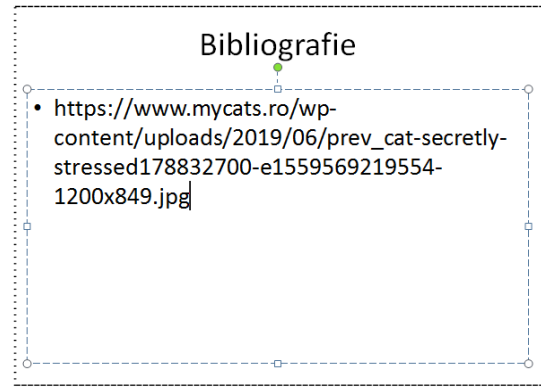 Bibliografie
• https://www.mycats.ro/wp-
content/uploads/2019/06/prev_cat-secretly-
stressed178832700-e1559569219554-
1200x849.jpg